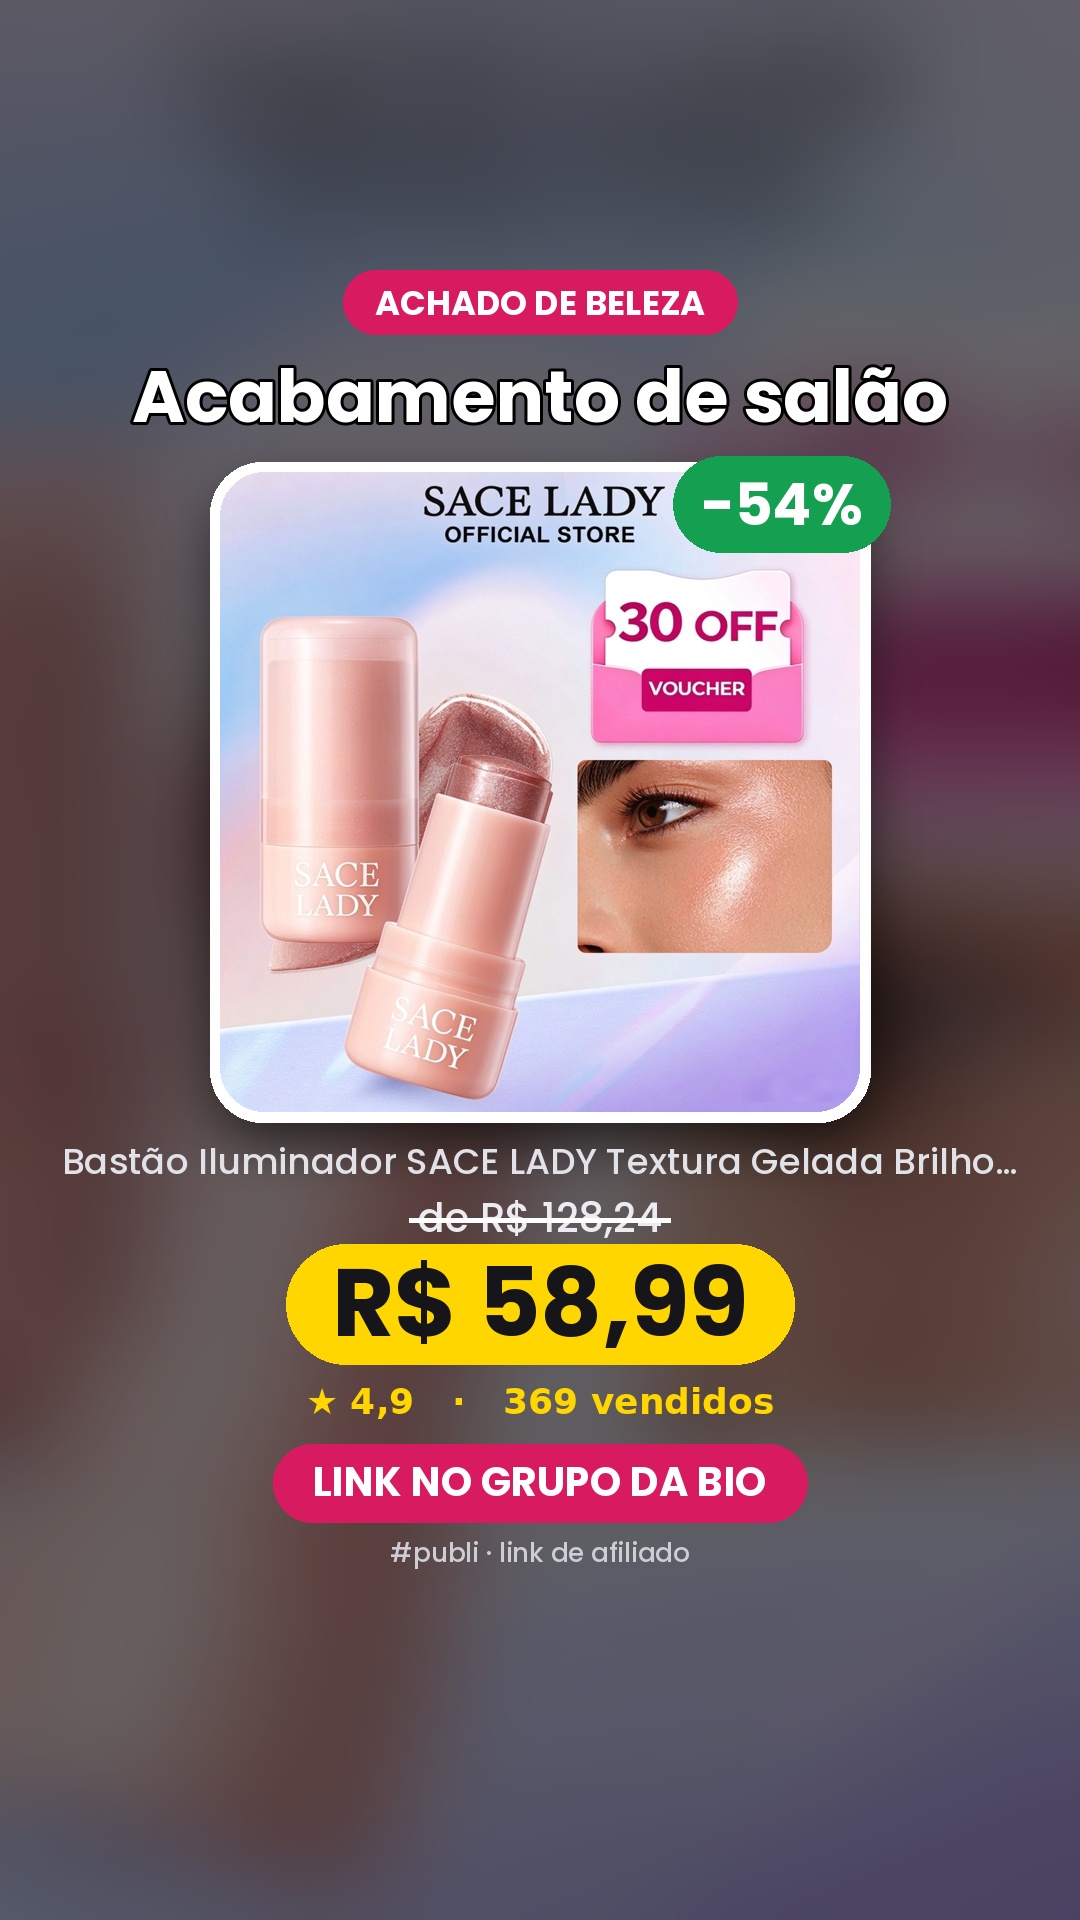 ACHADO DE BELEZA
Acabamento de salão
-54%
SACE LADY
OFFICIAL STORE
30 OFF
VOUCHER
SACE
LADY
SACE
LADY
Bastão Iluminador SACE LADY Textura Gelada Brilho...
de R$ 128,24
R$ 58,99
★ 4,9 · 369 vendidos
LINK NO GRUPO DA BIO
#publi · link de afiliado